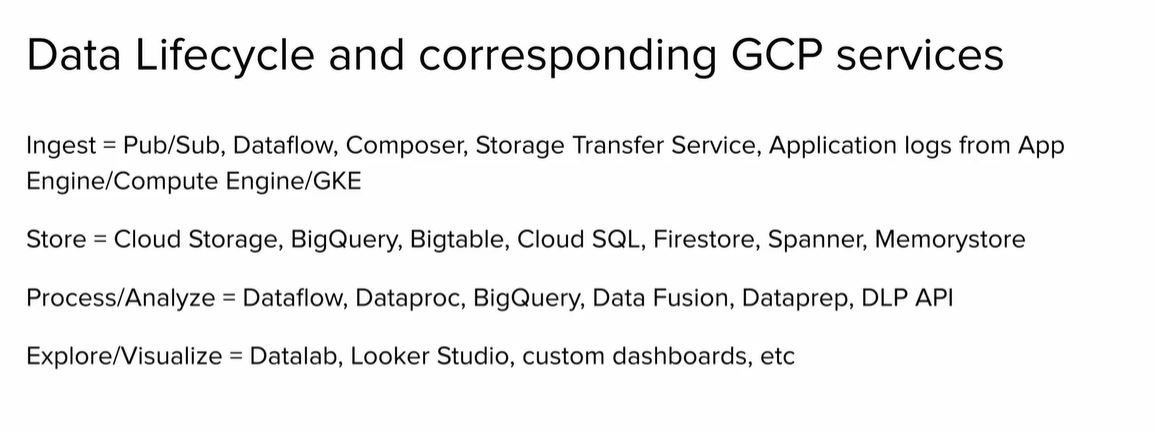 Data Lifecycle and corresponding GCP services
Ingest = Pub/Sub, Dataflow, Composer, Storage Transfer Service, Application logs from App
Engine/Compute Engine/GKE
Store = Cloud Storage, BigQuery, Bigtable, Cloud SQL, Firestore, Spanner, Memorystore
Process/Analyze = Dataflow, Dataproc, BigQuery, Data Fusion, Dataprep, DLP API
Explore/Visualize = Datalab, Looker Studio, custom dashboards, etc